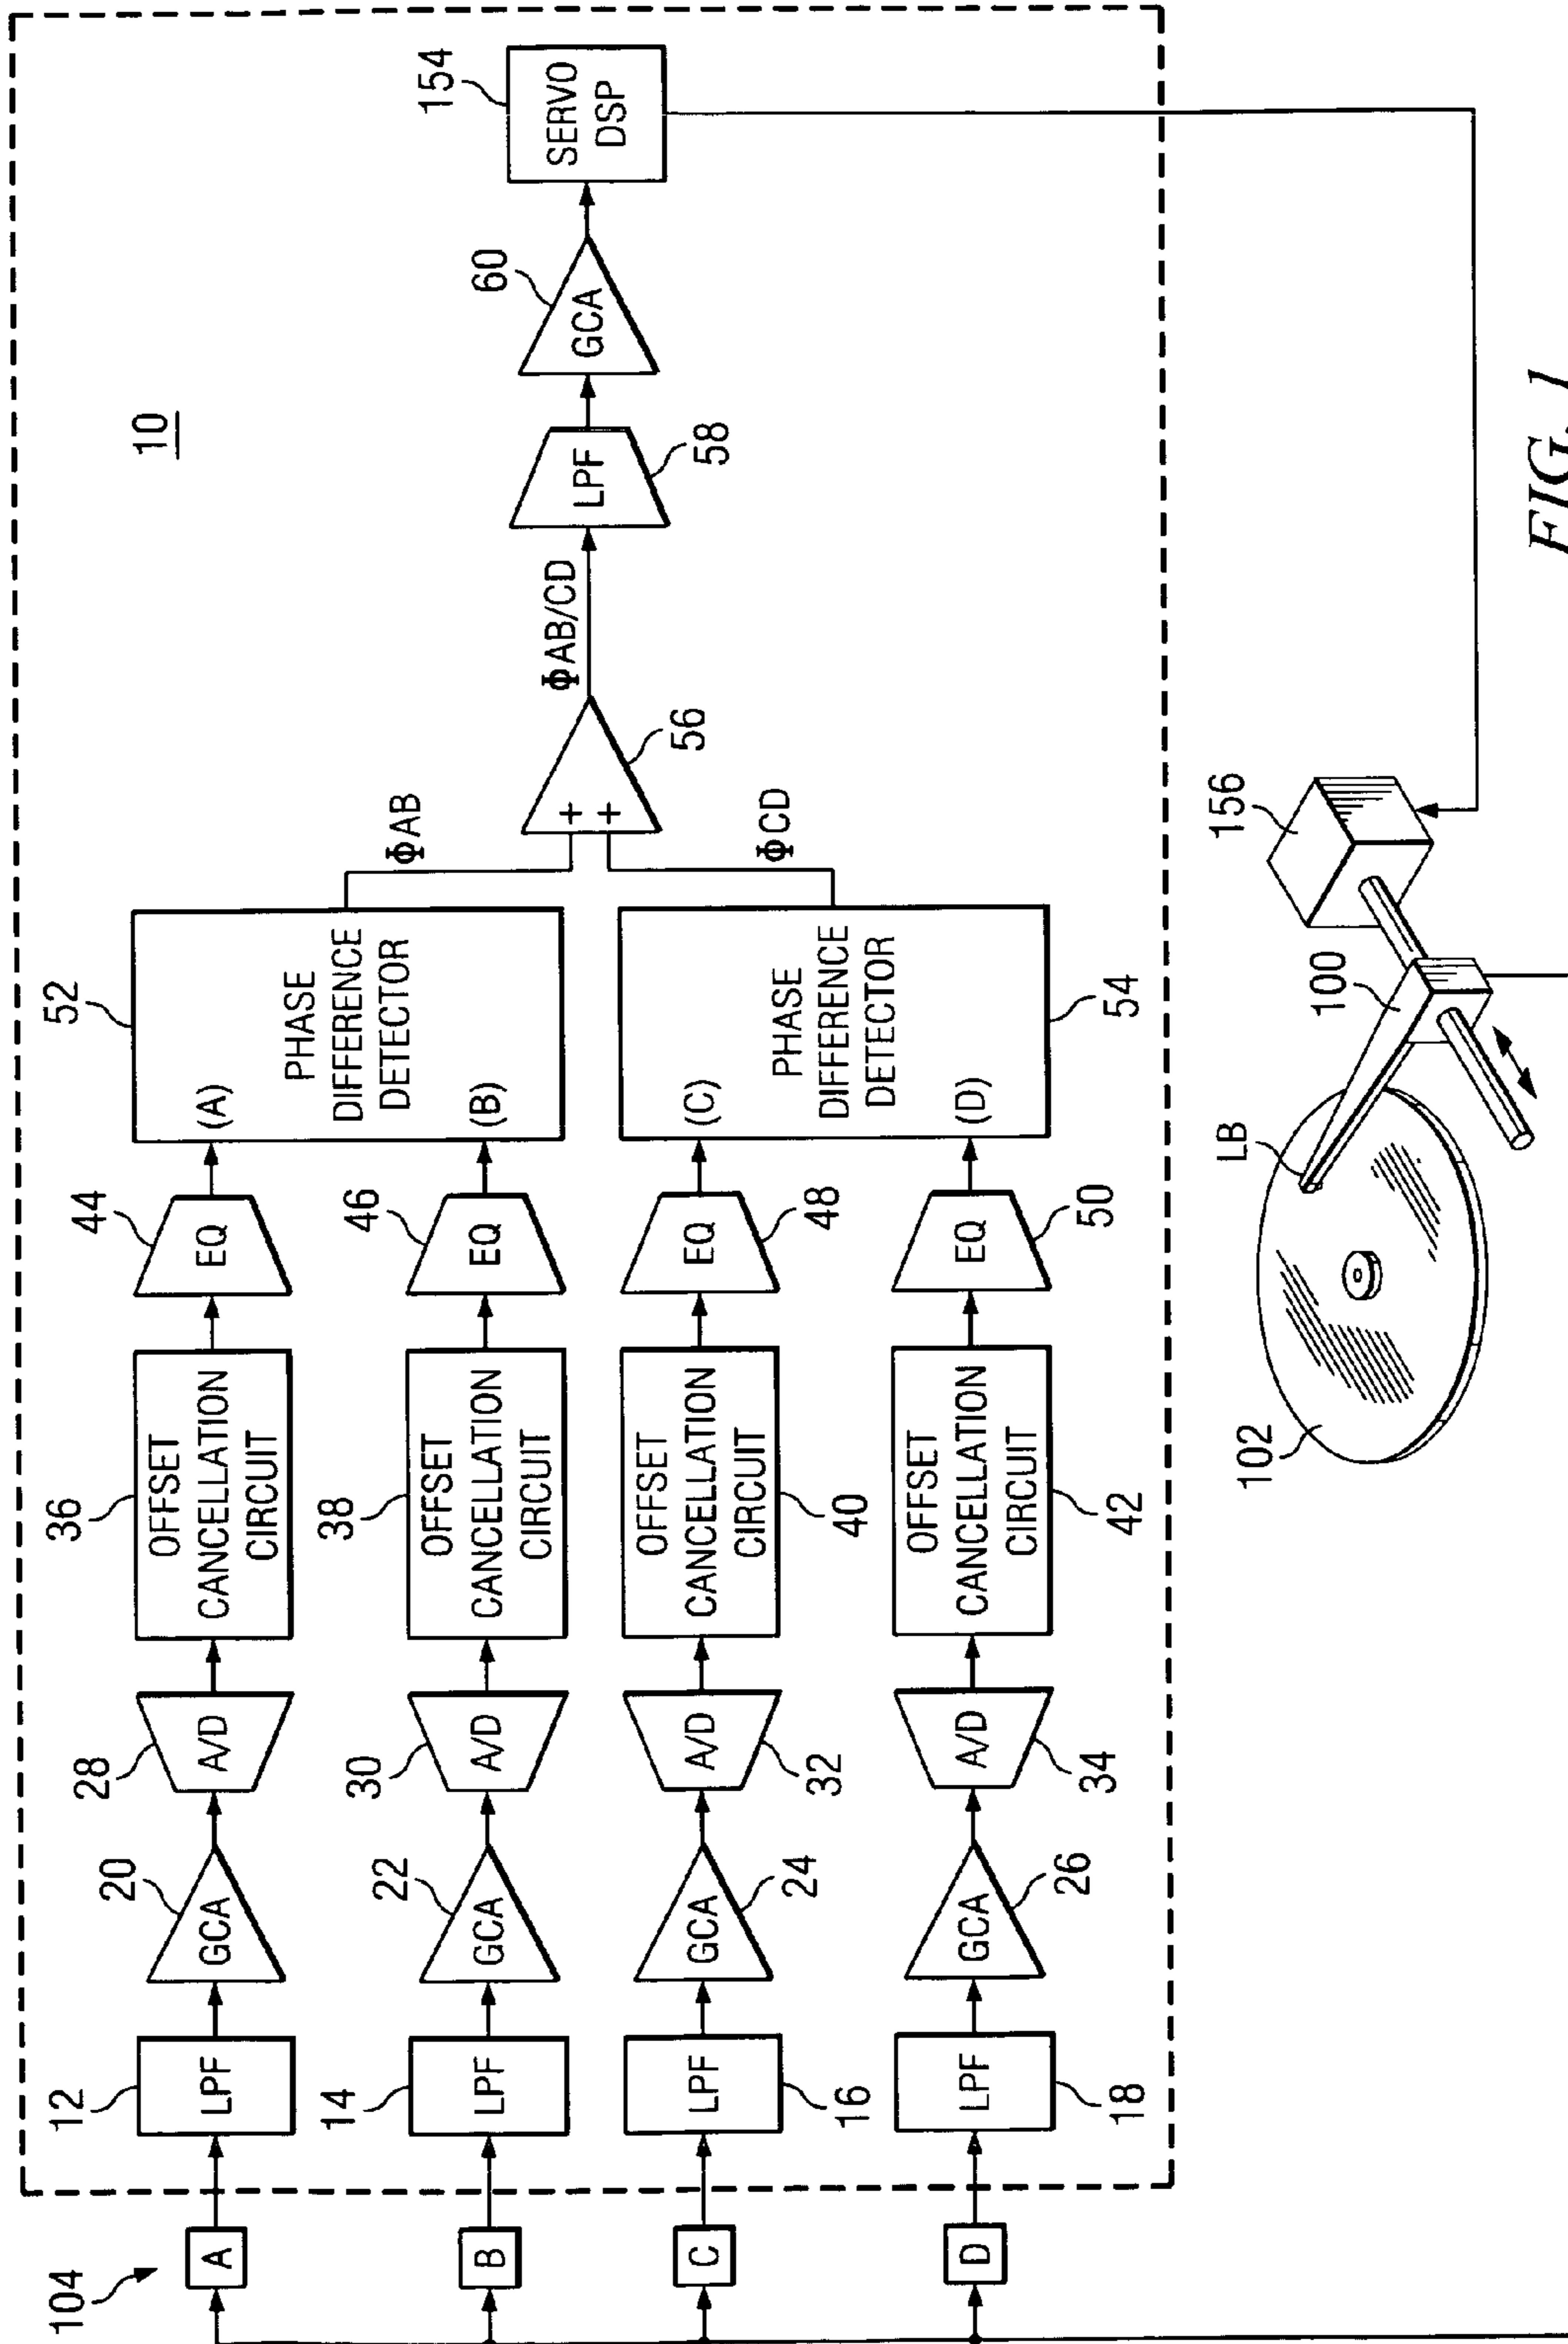 10
104
A
12
LPF
20
GCA
28
A/D
36
OFFSET
CANCELLATION
CIRCUIT
44
EQ
52
(A)
(B)
PHASE
DIFFERENCE
DETECTOR
ΦAB
B
14
LPF
22
GCA
30
A/D
38
OFFSET
CANCELLATION
CIRCUIT
46
EQ
56
+
+
ΦAB/CD
LPF
58
60
GCA
154
SERVO
DSP
C
LPF
16
GCA
24
A/D
32
OFFSET
CANCELLATION
CIRCUIT
40
EQ
48
(C)
(D)
PHASE
DIFFERENCE
DETECTOR
54
ΦCD
D
LPF
18
GCA
26
A/D
34
OFFSET
CANCELLATION
CIRCUIT
42
EQ
50
102
LB
100
156
FIG. 1